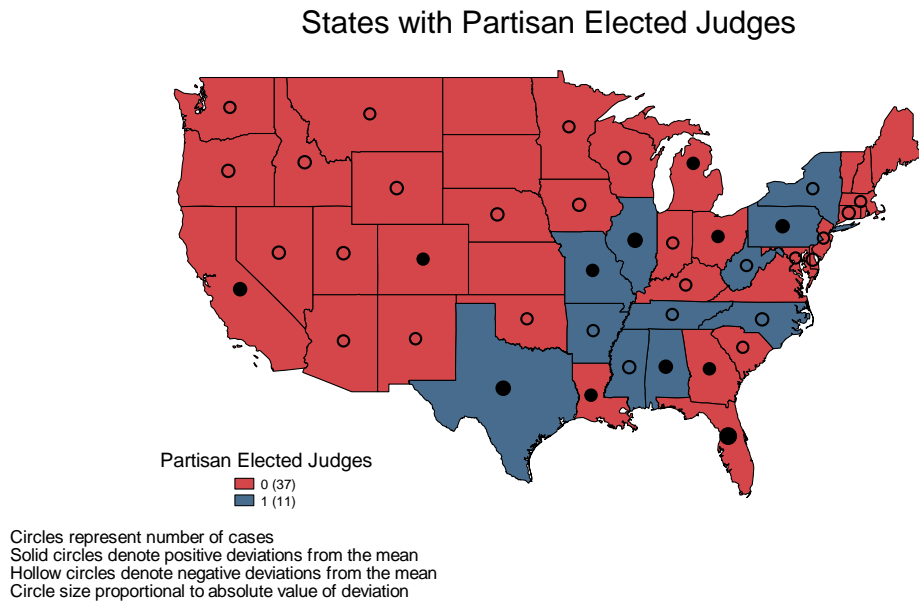 States with Partisan Elected Judges
Partisan Elected Judges
0 (37)
1 (11)
Circles represent number of cases
Solid circles denote positive deviations from the mean
Hollow circles denote negative deviations from the mean
Circle size proportional to absolute value of deviation